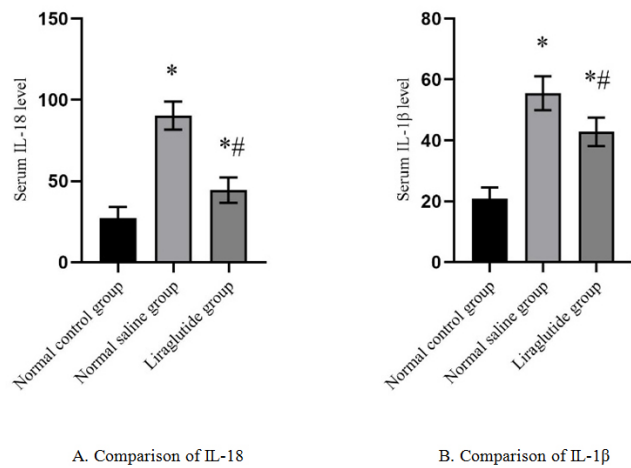 150
100
50
0
Serum IL-18 level
*
*#
Normal control group
Normal saline group
Liraglutide group
A. Comparison of IL-18
80
60
40
20
0
Serum IL-1β level
*
*#
Normal control group
Normal saline group
Liraglutide group
B. Comparison of IL-1β